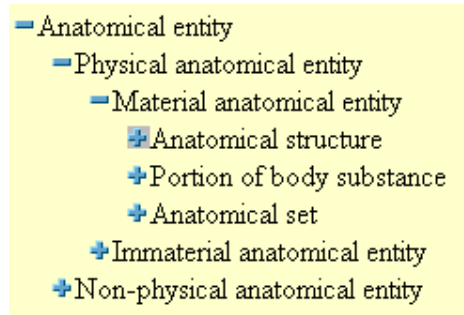 Anatomical entity
Physical anatomical entity
Material anatomical entity
Anatomical structure
Portion of body substance
Anatomical set
Immaterial anatomical entity
Non-physical anatomical entity